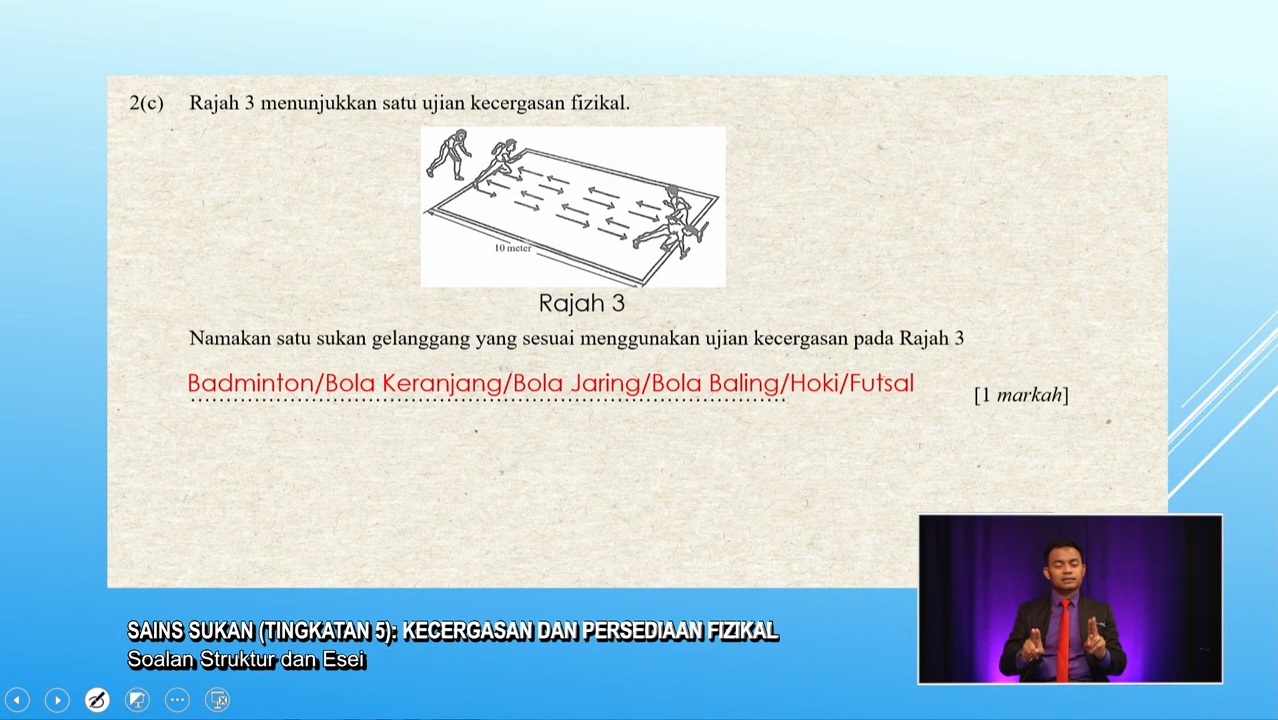 2(c) Rajah 3 menunjukkan satu ujian kecergasan fizikal.
10 meter
Rajah 3
Namakan satu sukan gelanggang yang sesuai menggunakan ujian kecergasan pada Rajah 3
Badminton/Bola Keranjang/Bola Jaring/Bola Baling/Hoki/Futsal
[1 markah]
SAINS SUKAN (TINGKATAN 5): KECERGASAN DAN PERSEDIAAN FIZIKAL
Soalan Struktur dan Esei